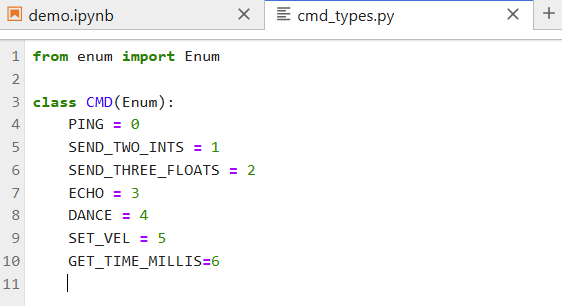 demo.ipynb
cmd_types.py
1 from enum import Enum
2
3 class CMD(Enum):
4     PING = 0
5     SEND_TWO_INTS = 1
6     SEND_THREE_FLOATS = 2
7     ECHO = 3
8     DANCE = 4
9     SET_VEL = 5
10     GET_TIME_MILLIS=6
11